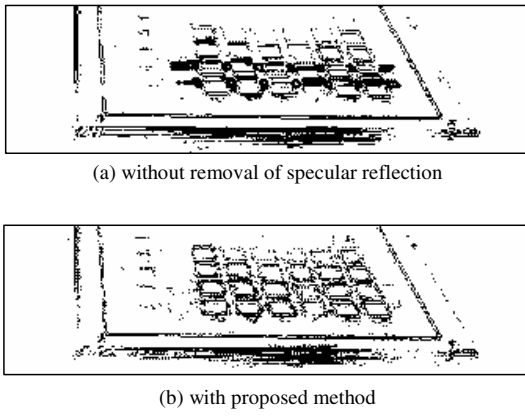 (a) without removal of specular reflection
(b) with proposed method